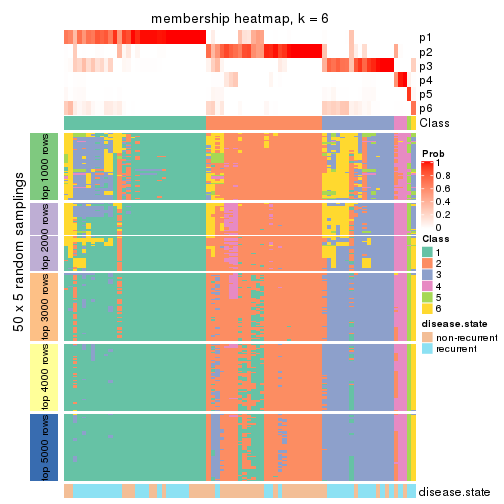 membership heatmap, k = 6
p1
p2
p3
p4
p5
p6
Class
50 x 5 random samplings
top 1000 rows
top 2000 rows
top 3000 rows
top 4000 rows
top 5000 rows
Prob
1
0.8
0.6
0.4
0.2
0
Class
1
2
3
4
5
6
disease.state
non-recurrent
recurrent
disease.state